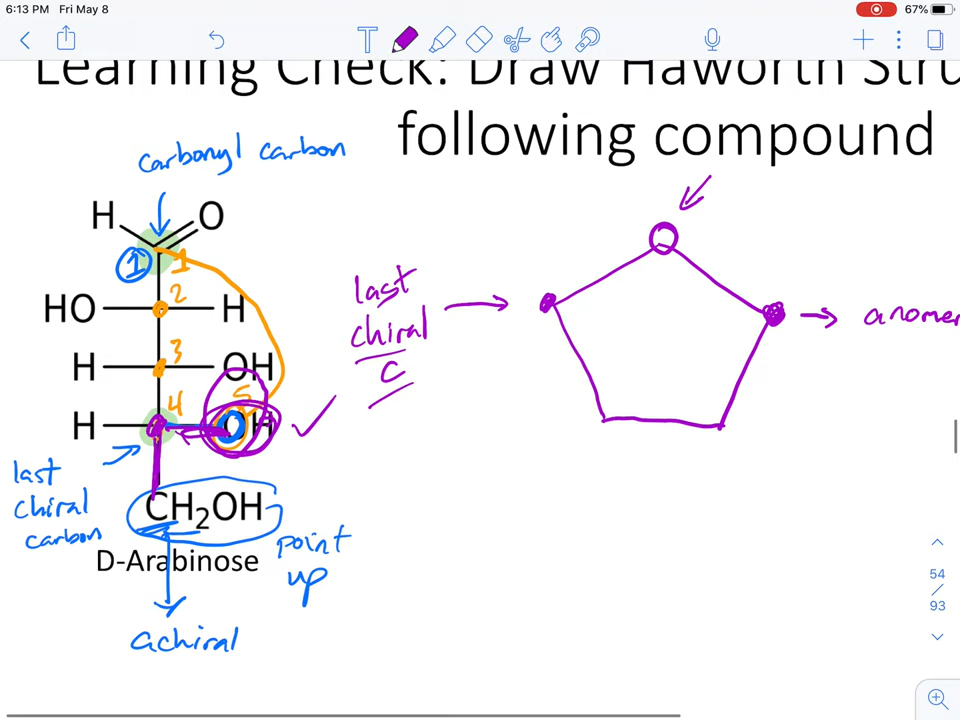 6:13 PM Fri May 8
67%
T
Learning Check: Draw Haworth Stru
following compound
carbonyl carbon
H O
1 1
HO 2 H
H 3 OH
H 4 5 OH
CH₂OH
D-Arabinose
last
chiral
carbon
point
up
achiral
last
chiral
C
O
anomer
54
/
93